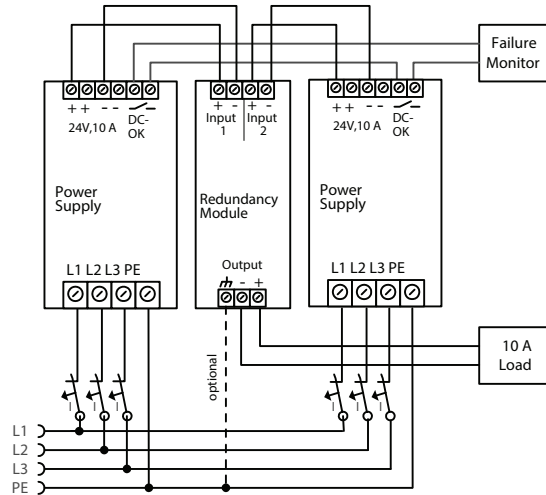 Failure
Monitor
+ + - -
24V,10 A
DC-
OK
+ - + -
Input
1
Input
2
+ + - -
24V,10 A
DC-
OK
Power
Supply
Redundancy
Module
Power
Supply
L1 L2 L3 PE
Output
- +
L1 L2 L3 PE
optional
10 A
Load
I I I
I I I
L1
L2
L3
PE